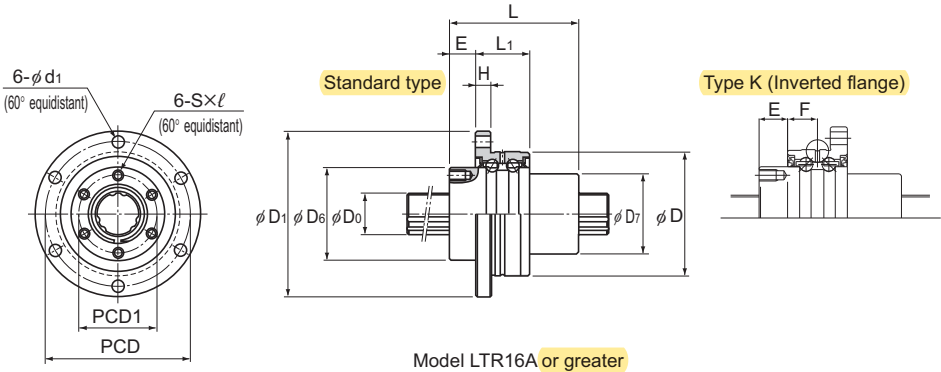 6-φd1
(60° equidistant)
6-S×ℓ
(60° equidistant)
PCD1
PCD
Standard type
L
E
L1
H
φD1
φD6
φD0
φD7
φD
Type K (Inverted flange)
E
F
Model LTR16A or greater